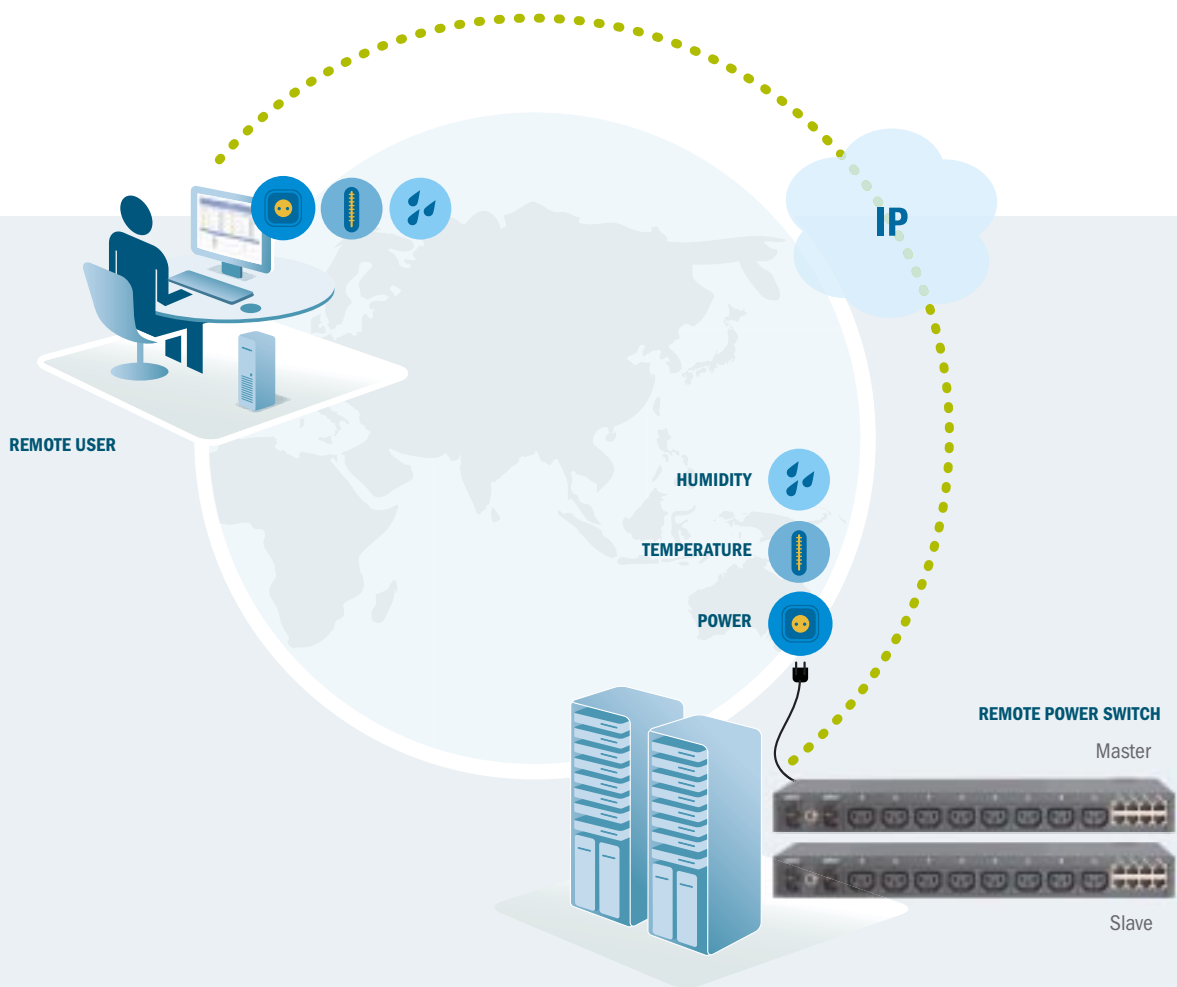 IP
REMOTE USER
HUMIDITY
TEMPERATURE
POWER
REMOTE POWER SWITCH
Master
Slave